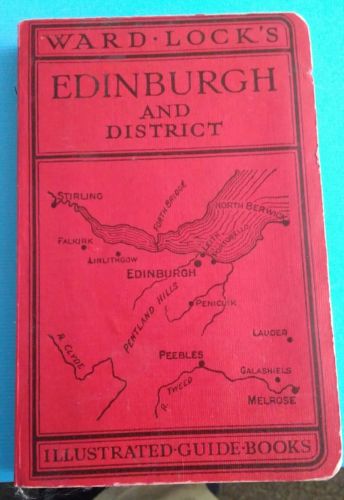 WARD·LOCK'S
EDINBURGH
AND
DISTRICT
STIRLING
FORTH BRIDGE
NORTH BERWICK
FALKIRK
LINLITHGOW
LEITH
PORTOBELLO
EDINBURGH
PENTLAND HILLS
PENICUIK
R. CLYDE
LAUDER
PEEBLES
GALASHIELS
R. TWEED
MELROSE
ILLUSTRATED·GUIDE·BOOKS